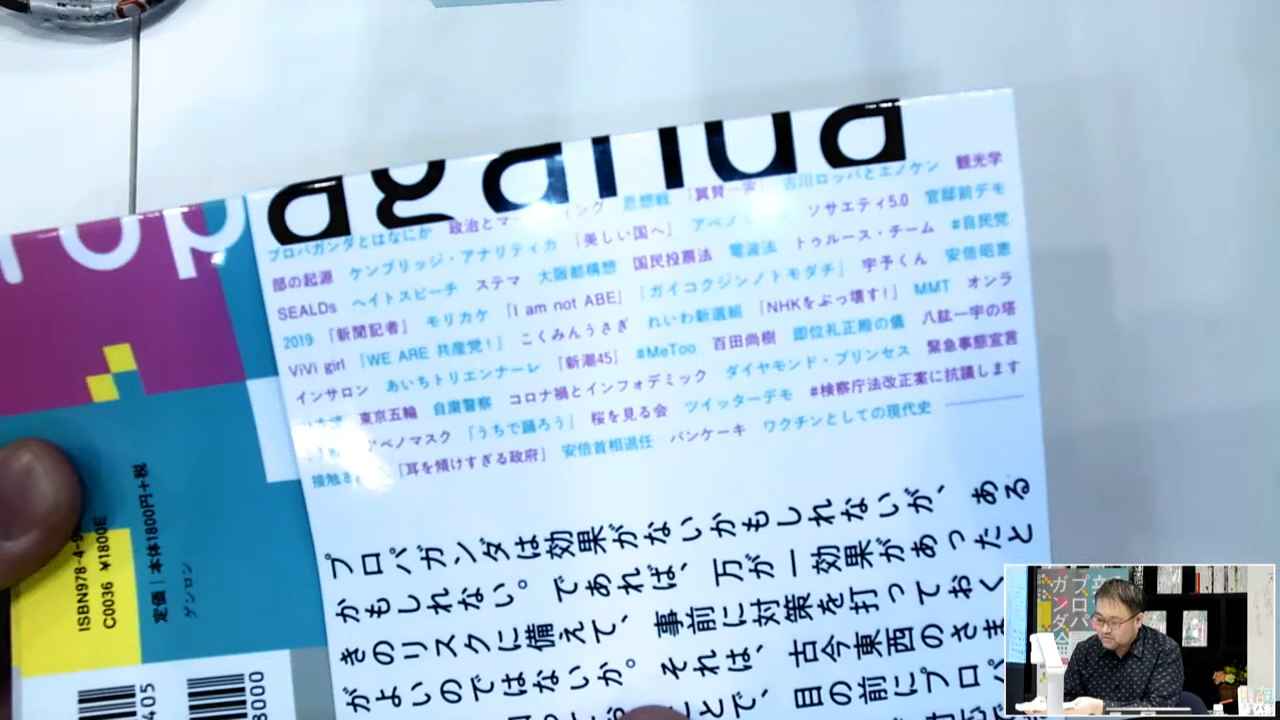 aganda
rop
プロパガンダとはなにか 政治とマ ィング 思想戦 『翼賛一家』 古川ロッパとエノケン 観光学
部の起源 ケンブリッジ・アナリティカ 『美しい国へ』 アベノ ソサエティ5.0 官邸前デモ
SEALDs ヘイトスピーチ ステマ 大阪都構想 国民投票法 電波法 トゥルース・チーム #自民党
2019 『新聞記者』 モリカケ 『I am not ABE』 『ガイコクジンノトモダチ』 宇予くん 安倍昭恵
ViVi girl 『WE ARE 共産党！』 こくみんうさぎ れいわ新選組 『NHKをぶっ壊す！』 MMT オンラ
インサロン あいちトリエンナーレ 『新潮45』 #MeToo 百田尚樹 即位礼正殿の儀 八紘一宇の塔
東京五輪 自粛警察 コロナ禍とインフォデミック ダイヤモンド・プリンセス 緊急事態宣言
アベノマスク 『うちで踊ろう』 桜を見る会 ツイッターデモ #検察庁法改正案に抗議します
接触8 『耳を傾けすぎる政府』 安倍首相退任 パンケーキ ワクチンとしての現代史
プロパガンダは効果がないかもしれないが、ある
かもしれない。であれば、万が一効果があったと
きのリスクに備えて、事前に対策を打っておく
がよいのではないか。それは、古今東西のさま
とで、目の前にプロパ
ISBN978-4-9
C0036 ¥1800E
定価｜本体1800円+税
ゲンロン
405
8000
プロパ
ガンダ